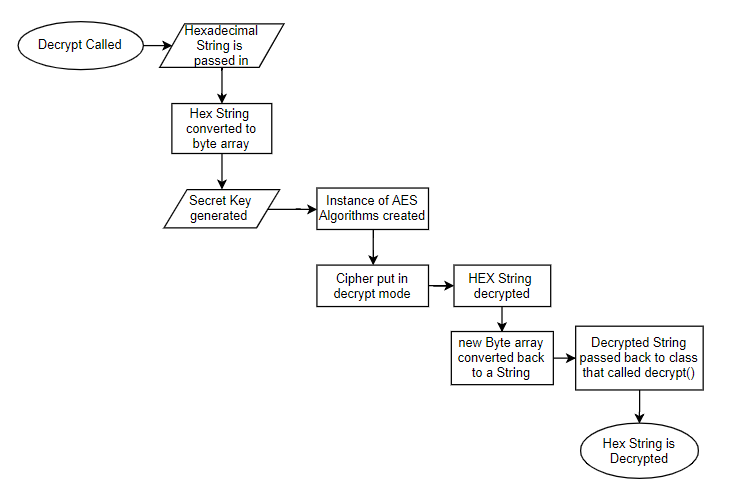 Decrypt Called
Hexadecimal
String is
passed in
Hex String
converted to
byte array
Secret Key
generated
Instance of AES
Algorithms created
Cipher put in
decrypt mode
HEX String
decrypted
new Byte array
converted back
to a String
Decrypted String
passed back to class
that called decrypt()
Hex String is
Decrypted